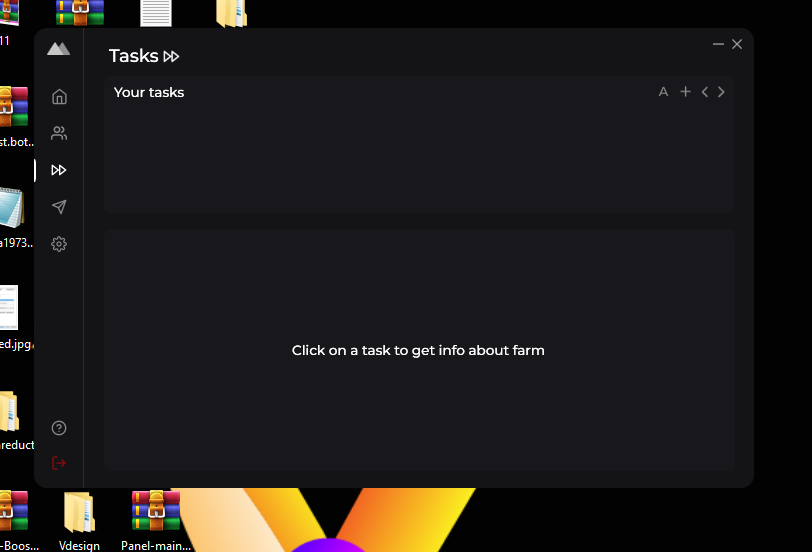 11
Tasks
Your tasks
A
st.bot...
a1973...
Click on a task to get info about farm
ed.jpg
reduct
-Boos...
Vdesign
Panel-main...